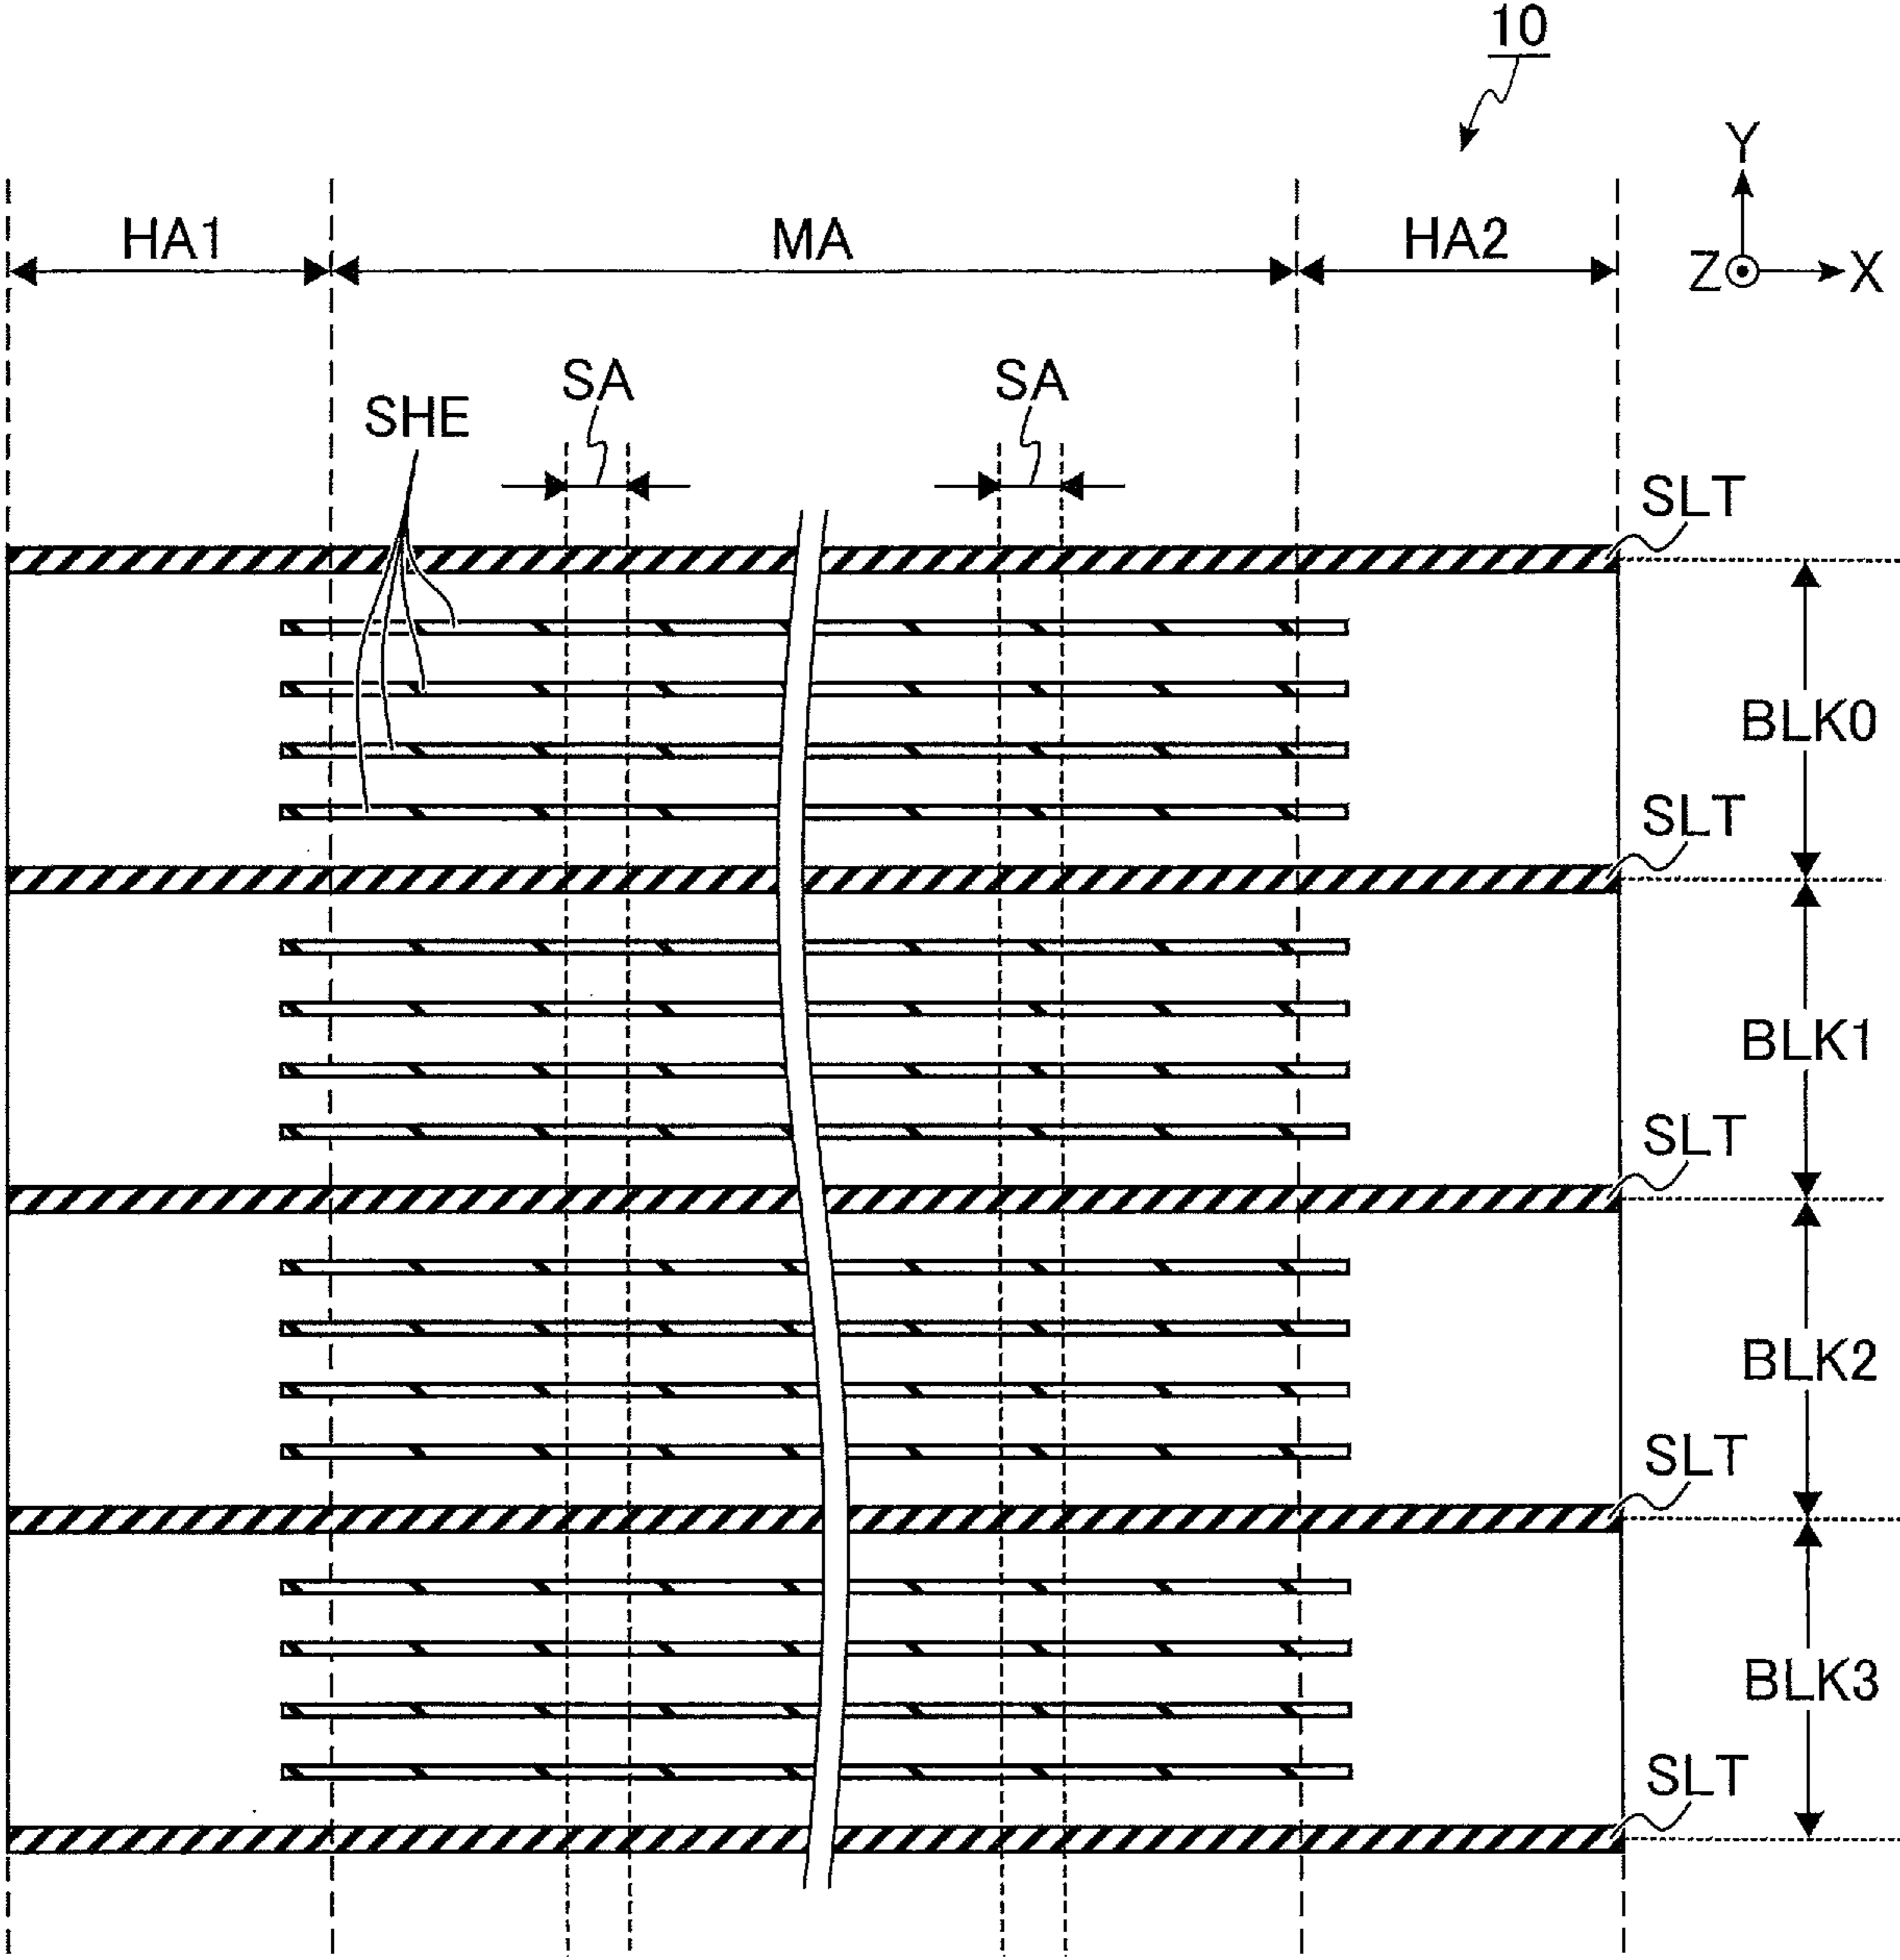 10
Y
HA1 MA HA2
Z X
SA SA
SHE
SLT
BLK0
SLT
BLK1
SLT
BLK2
SLT
BLK3
SLT